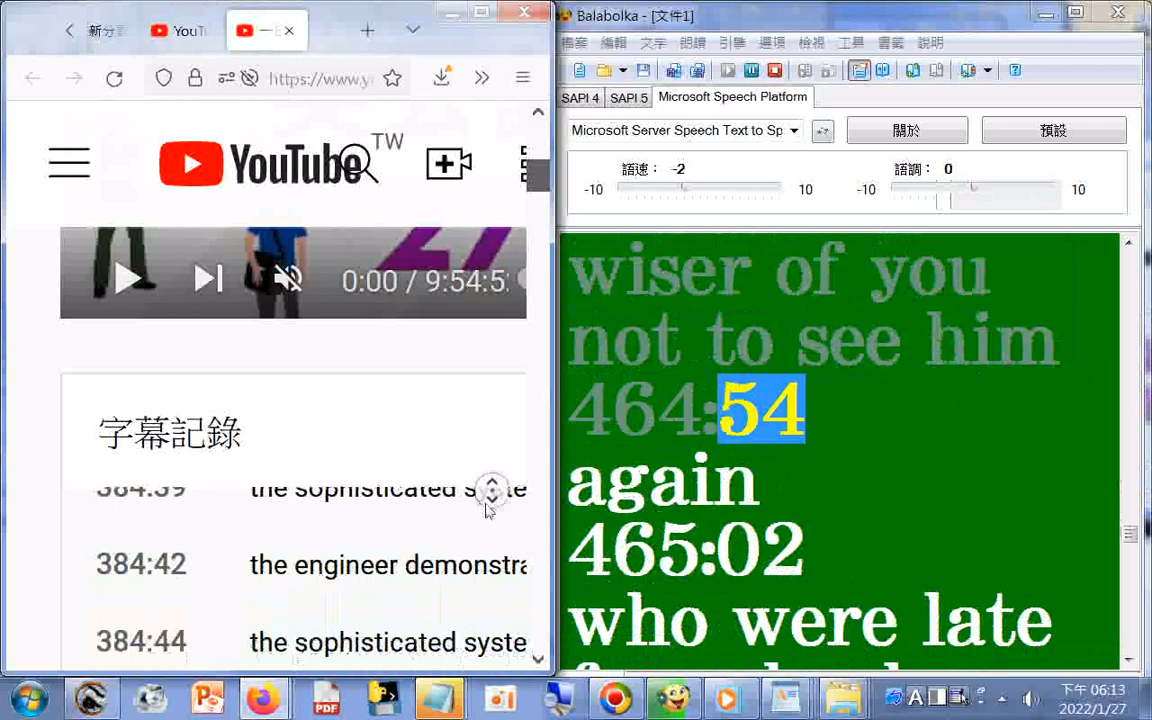 新分
YouT
一
https://www.y
TW
YouTube
27
0:00 / 9:54:5
字幕記錄
384:39 the sophisticated syste
384:42 the engineer demonstra
384:44 the sophisticated syste
Balabolka - [文件1]
檔案 編輯 文字 朗讀 引擎 選項 檢視 工具 書籤 說明
SAPI 4 SAPI 5 Microsoft Speech Platform
Microsoft Server Speech Text to Sp
關於 預設
語速： -2 語調： 0
-10 10 -10 10
wiser of you
not to see him
464:54
again
465:02
who were late
PDF
A
下午 06:13
2022/1/27